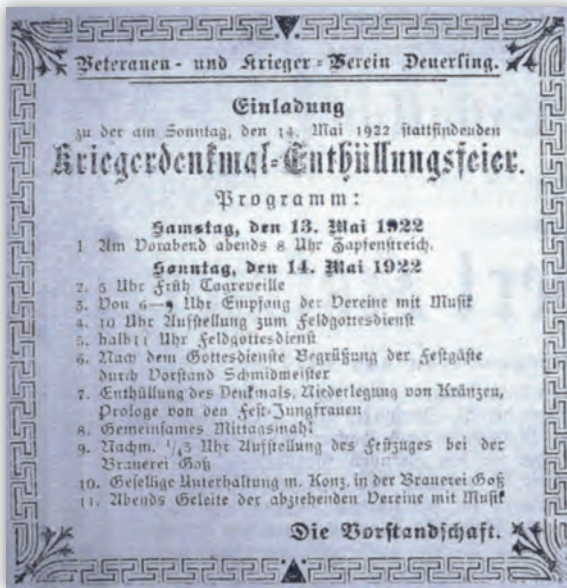 Veteranen- und Krieger-Verein Deuerling.
Einladung
zu der am Sonntag, den 14. Mai 1922 stattfindenden
Kriegerdenkmal-Enthüllungsfeier.
Programm:
Samstag, den 13. Mai 1922
1 Am Vorabend abends 8 Uhr Zapfenstreich.
Sonntag, den 14. Mai 1922
2. 5 Uhr Früh Tagreveille
3. Von 6—9 Uhr Empfang der Vereine mit Musik
4. 10 Uhr Aufstellung zum Feldgottesdienst
5. halb 11 Uhr Feldgottesdienst
6. Nach dem Gottesdienste Begrüßung der Festgäste
durch Vorstand Schmidmeister
7. Enthüllung des Denkmals, Niederlegung von Kränzen,
Prologe von den Fest-Jungfrauen
8. Gemeinsames Mittagsmahl
9. Nachm. Uhr Aufstellung des Festzuges bei der
Brauerei Goß
10. Gesellige Unterhaltung m. Konz. in der Brauerei Goß
11. Abends Geleite der abziehenden Vereine mit Musik
Die Vorstandschaft.